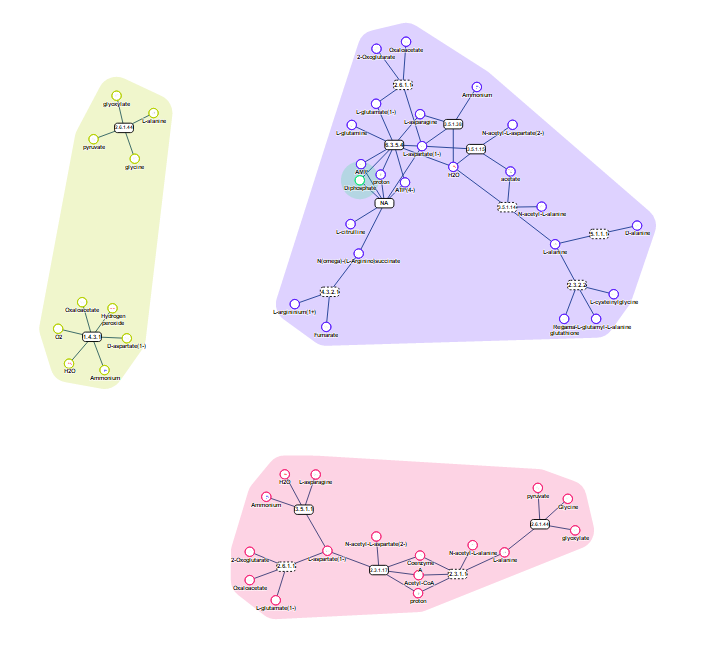 glyoxylate
L-alanine
2.6.1.44
pyruvate
glycine
Oxaloacetate
Hydrogen
peroxide
O2
1.4.3.1
D-aspartate(1-)
H2O
Ammonium
2-Oxoglutarate
Oxaloacetate
2.6.1.1
Ammonium
L-glutamate(1-)
L-asparagine
3.5.1.38
N-acetyl-L-aspartate(2-)
L-glutamine
6.3.5.4
L-aspartate(1-)
3.5.1.15
AMP
proton
H2O
acetate
Diphosphate
ATP(4-)
NA
3.5.1.14
N-acetyl-L-alanine
L-citrulline
5.1.1.1
D-alanine
L-alanine
N(omega)-(L-Arginino)succinate
4.3.2.1
2.3.2.2
L-cysteinylglycine
L-argininium(1+)
Fumarate
glutathione
H2O
L-asparagine
Ammonium
3.5.1.1
pyruvate
Glycine
2.6.1.44
glyoxylate
N-acetyl-L-aspartate(2-)
2-Oxoglutarate
L-aspartate(1-)
N-acetyl-L-alanine
L-alanine
2.6.1.1
Coenzyme
A
2.3.1.17
2.3.1.
Oxaloacetate
Acetyl-CoA
L-glutamate(1-)
proton